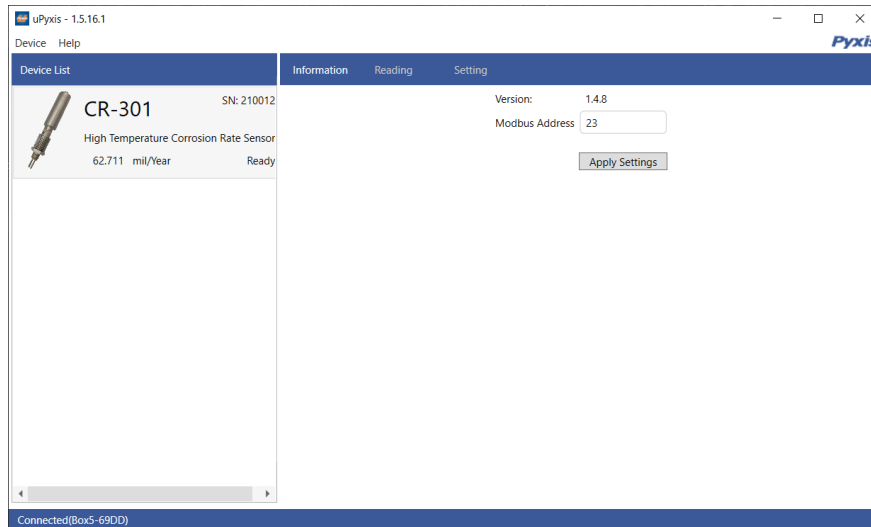 uPyxis - 1.5.16.1
Device Help
Device List
Information Reading Setting
CR-301
SN: 210012
High Temperature Corrosion Rate Sensor
62.711 mil/Year Ready
Version: 1.4.8
Modbus Address 23
Apply Settings
Connected(Box5-69DD)